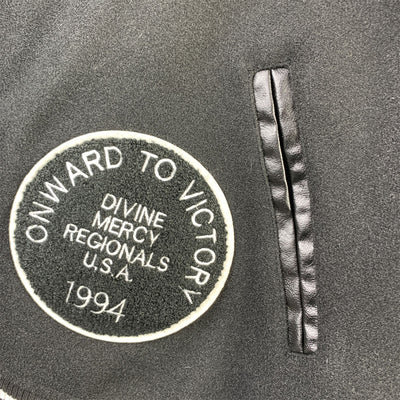 ONWARD TO VICTORY
DIVINE
MERCY
REGIONALS
U.S.A.
1994